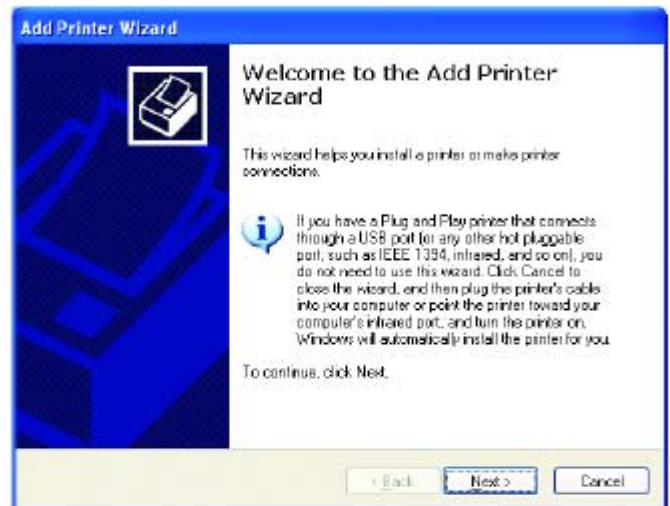 Add Printer Wizard
Welcome to the Add Printer
Wizard
This wizard helps you install a printer or make printer
connections.
If you have a Plug and Play printer that connects
through a USB port (or any other hot pluggable
port, such as IEEE 1394, infrared, and so on), you
do not need to use this wizard. Click Cancel to
close the wizard, and then plug the printer's cable
into your computer or point the printer toward your
computer's infrared port, and turn the printer on.
Windows will automatically install the printer for you.
To continue, click Next.
< Back Next > Cancel